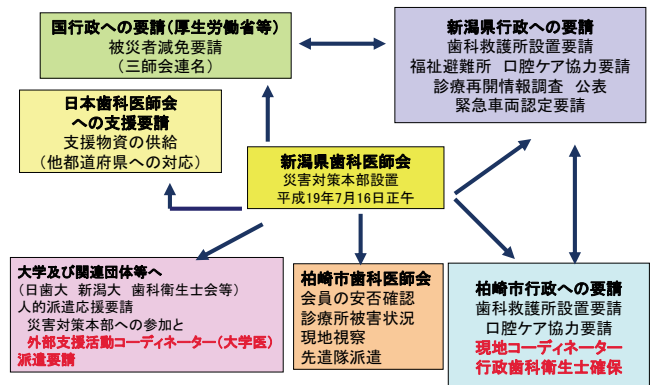 国行政への要請(厚生労働省等)
被災者減免要請
(三師会連名)
新潟県行政への要請
歯科救護所設置要請
福祉避難所 口腔ケア協力要請
診療再開情報調査 公表
緊急車両認定要請
日本歯科医師会
への支援要請
支援物資の供給
(他都道府県への対応)
新潟県歯科医師会
災害対策本部設置
平成19年7月16日正午
大学及び関連団体等へ
(日歯大 新潟大 歯科衛生士会等)
人的派遣応援要請
災害対策本部への参加と
外部支援活動コーディネーター(大学医)
派遣要請
柏崎市歯科医師会
会員の安否確認
診療所被害状況
現地視察
先遣隊派遣
柏崎市行政への要請
歯科救護所設置要請
口腔ケア協力要請
現地コーディネーター
行政歯科衛生士確保